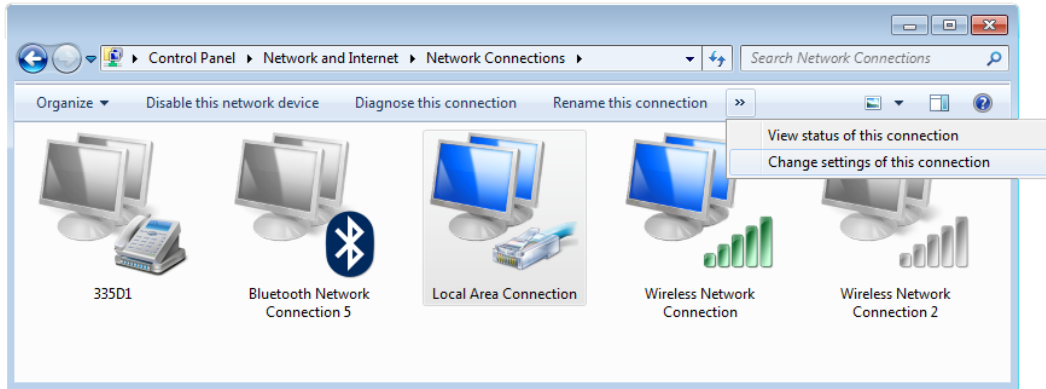 Control Panel Network and Internet Network Connections Search Network Connections
Organize Disable this network device Diagnose this connection Rename this connection »
View status of this connection
Change settings of this connection
335D1
Bluetooth Network
Connection 5
Local Area Connection
Wireless Network
Connection
Wireless Network
Connection 2